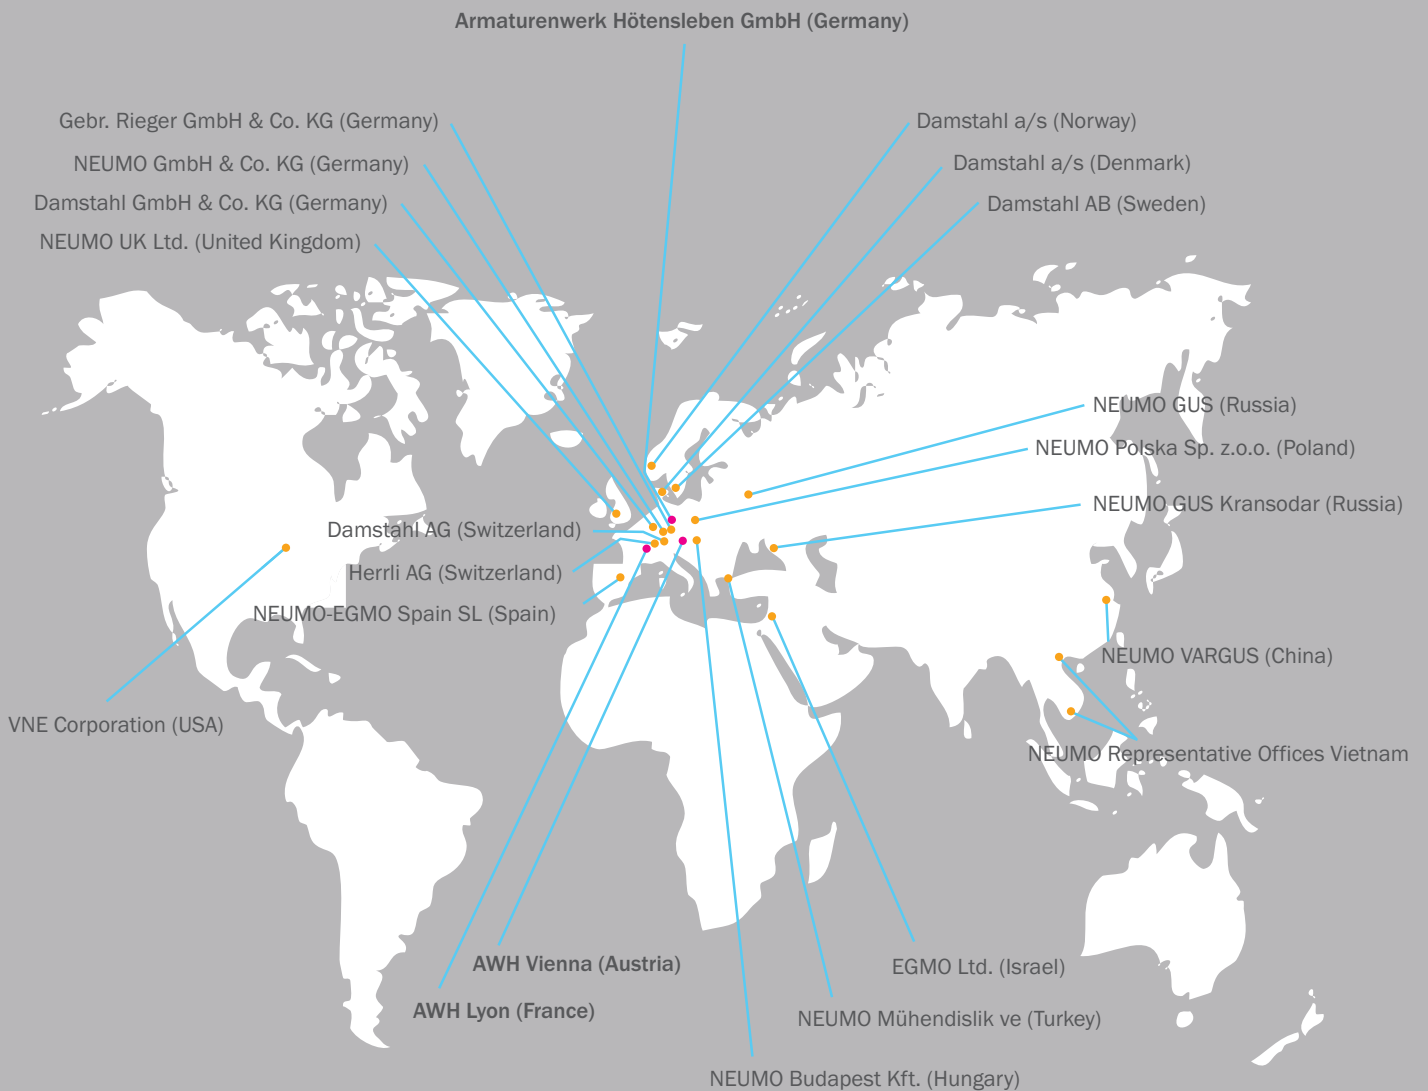 Armaturenwerk Hötensleben GmbH (Germany)
Gebr. Rieger GmbH & Co. KG (Germany)
NEUMO GmbH & Co. KG (Germany)
Damstahl GmbH & Co. KG (Germany)
NEUMO UK Ltd. (United Kingdom)
Damstahl a/s (Norway)
Damstahl a/s (Denmark)
Damstahl AB (Sweden)
NEUMO GUS (Russia)
NEUMO Polska Sp. z.o.o. (Poland)
NEUMO GUS Kransodar (Russia)
Damstahl AG (Switzerland)
Herrli AG (Switzerland)
NEUMO-EGMO Spain SL (Spain)
NEUMO VARGUS (China)
VNE Corporation (USA)
NEUMO Representative Offices Vietnam
AWH Vienna (Austria)
EGMO Ltd. (Israel)
AWH Lyon (France)
NEUMO Mühendislik ve (Turkey)
NEUMO Budapest Kft. (Hungary)